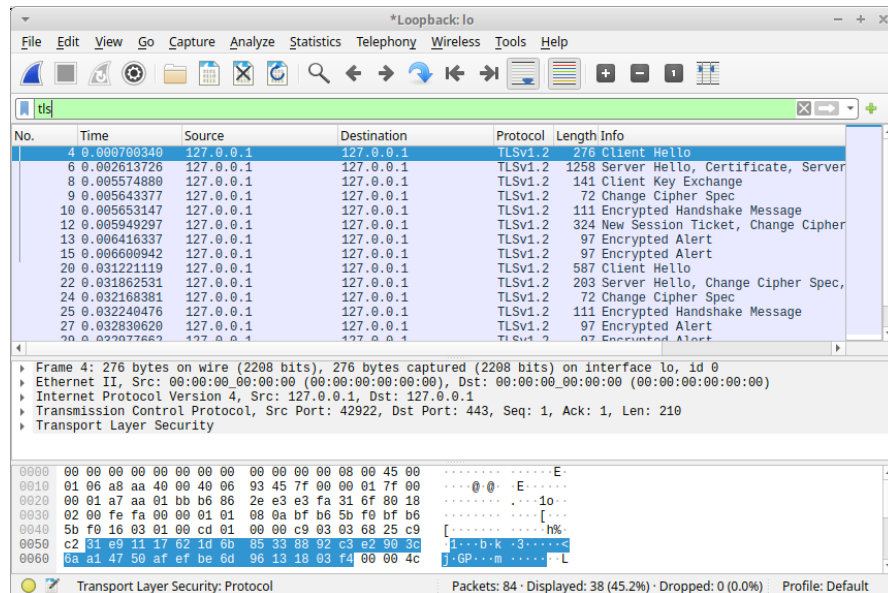 *Loopback: lo
File Edit View Go Capture Analyze Statistics Telephony Wireless Tools Help
tls
No. Time Source Destination Protocol Length Info
4 0.000700340 127.0.0.1 127.0.0.1 TLSv1.2 276 Client Hello
6 0.002613726 127.0.0.1 127.0.0.1 TLSv1.2 1258 Server Hello, Certificate, Server
8 0.005574880 127.0.0.1 127.0.0.1 TLSv1.2 141 Client Key Exchange
9 0.005643377 127.0.0.1 127.0.0.1 TLSv1.2 72 Change Cipher Spec
10 0.005653147 127.0.0.1 127.0.0.1 TLSv1.2 111 Encrypted Handshake Message
12 0.005949297 127.0.0.1 127.0.0.1 TLSv1.2 324 New Session Ticket, Change Cipher
13 0.006416337 127.0.0.1 127.0.0.1 TLSv1.2 97 Encrypted Alert
15 0.006600942 127.0.0.1 127.0.0.1 TLSv1.2 97 Encrypted Alert
20 0.031221119 127.0.0.1 127.0.0.1 TLSv1.2 587 Client Hello
22 0.031862531 127.0.0.1 127.0.0.1 TLSv1.2 203 Server Hello, Change Cipher Spec,
24 0.032168381 127.0.0.1 127.0.0.1 TLSv1.2 72 Change Cipher Spec
25 0.032240476 127.0.0.1 127.0.0.1 TLSv1.2 111 Encrypted Handshake Message
27 0.032830620 127.0.0.1 127.0.0.1 TLSv1.2 97 Encrypted Alert
29 0.032977662 127.0.0.1 127.0.0.1 TLSv1.2 97 Encrypted Alert
Frame 4: 276 bytes on wire (2208 bits), 276 bytes captured (2208 bits) on interface lo, id 0
Ethernet II, Src: 00:00:00_00:00:00 (00:00:00:00:00:00), Dst: 00:00:00_00:00:00 (00:00:00:00:00:00)
Internet Protocol Version 4, Src: 127.0.0.1, Dst: 127.0.0.1
Transmission Control Protocol, Src Port: 42922, Dst Port: 443, Seq: 1, Ack: 1, Len: 210
Transport Layer Security
0000 00 00 00 00 00 00 00 00 00 00 00 00 08 00 45 00 ········ ······E·
0010 01 06 a8 aa 40 00 40 06 93 45 7f 00 00 01 7f 00 ····@·@· ·E······
0020 00 01 a7 aa 01 bb b6 86 2e e3 e3 fa 31 6f 80 18 ········ .···1o··
0030 02 00 fe fa 00 00 01 01 08 0a bf b6 5b f0 bf b6 ········ ····[···
0040 5b f0 16 03 01 00 cd 01 00 00 c9 03 03 68 25 c9 [······· ·····h%·
0050 c2 31 e9 11 17 62 1d 6b 85 33 88 92 c3 e2 90 3c ·1···b·k ·3·····<
0060 6a a1 47 50 af ef be 6d 96 13 18 03 f4 00 00 4c j·GP···m ·······L
Transport Layer Security: Protocol Packets: 84 · Displayed: 38 (45.2%) · Dropped: 0 (0.0%) Profile: Default